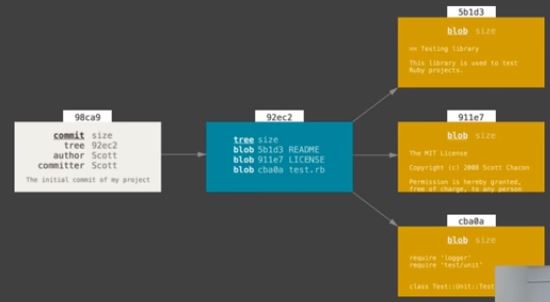 98ca9
commit size
tree 92ec2
author Scott
committer Scott
The initial commit of my project
92ec2
tree size
blob 5b1d3 README
blob 911e7 LICENSE
blob cba0a test.rb
5b1d3
blob size
== Testing library
This library is used to test
Ruby projects.
911e7
blob size
The MIT License
Copyright (c) 2008 Scott Chacon
Permission is hereby granted,
free of charge, to any person
cba0a
blob size
require 'logger'
require 'test/unit'
class Test::Unit::Test